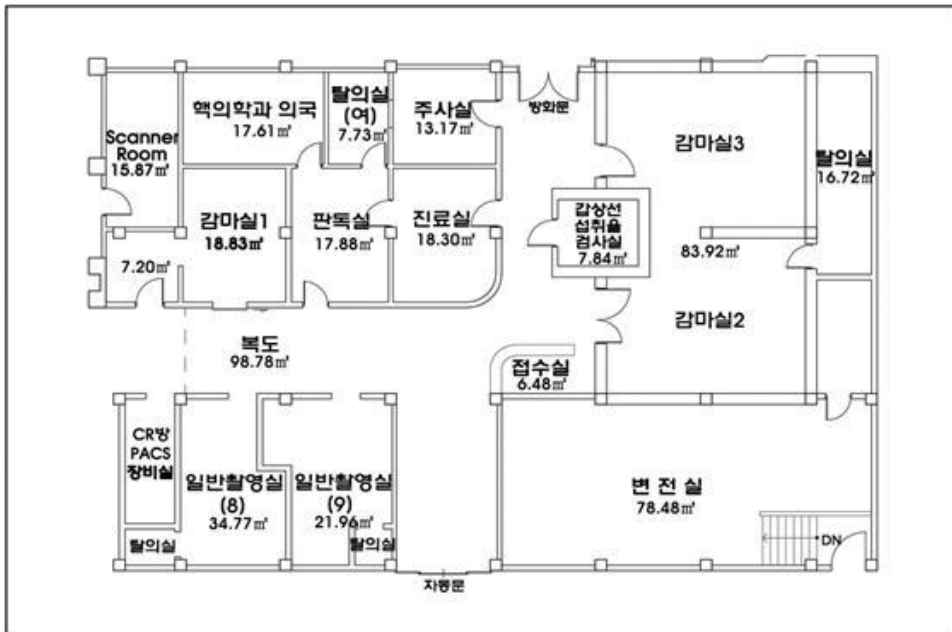 핵의학과 의국
17.61㎡
탈의실
(여)
7.73㎡
주사실
13.17㎡
방화문
Scanner
Room
15.87㎡
감마실3
탈의실
16.72㎡
감마실1
18.83㎡
판독실
17.88㎡
진료실
18.30㎡
갑상선
섭취율
검사실
7.84㎡
83.92㎡
7.20㎡
감마실2
복도
98.78㎡
접수실
6.48㎡
CR방
PACS
장비실
일반촬영실
(8)
34.77㎡
일반촬영실
(9)
21.96㎡
변 전 실
78.48㎡
탈의실
탈의실
DN
자동문